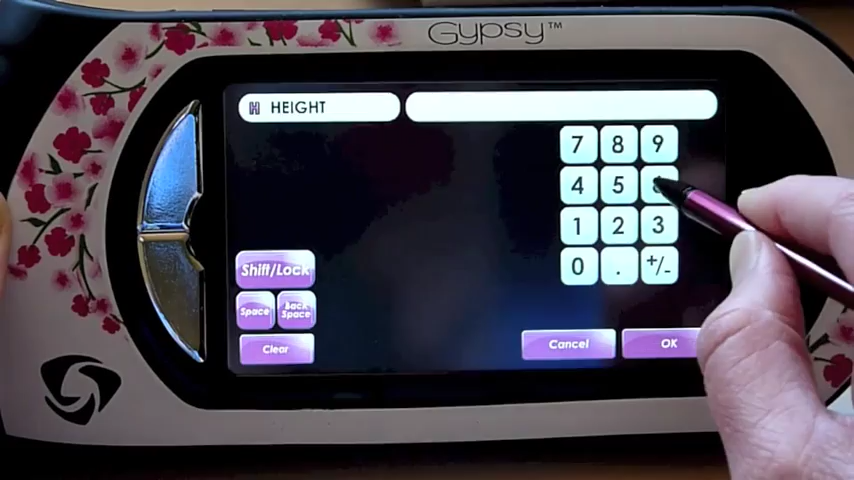 Gypsy™
H HEIGHT
7 8 9
4 5
1 2 3
0 . +/-
Shift/Lock
Space Back Space
Clear Cancel OK